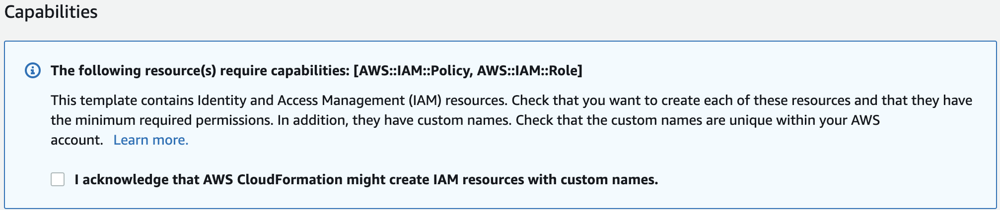 Capabilities
The following resource(s) require capabilities: [AWS::IAM::Policy, AWS::IAM::Role]
This template contains Identity and Access Management (IAM) resources. Check that you want to create each of these resources and that they have
the minimum required permissions. In addition, they have custom names. Check that the custom names are unique within your AWS
account. Learn more.
I acknowledge that AWS CloudFormation might create IAM resources with custom names.